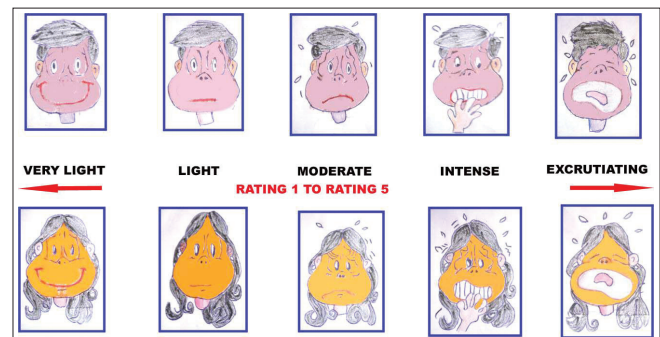 VERY LIGHT LIGHT MODERATE INTENSE EXCRUTIATING
RATING 1 TO RATING 5